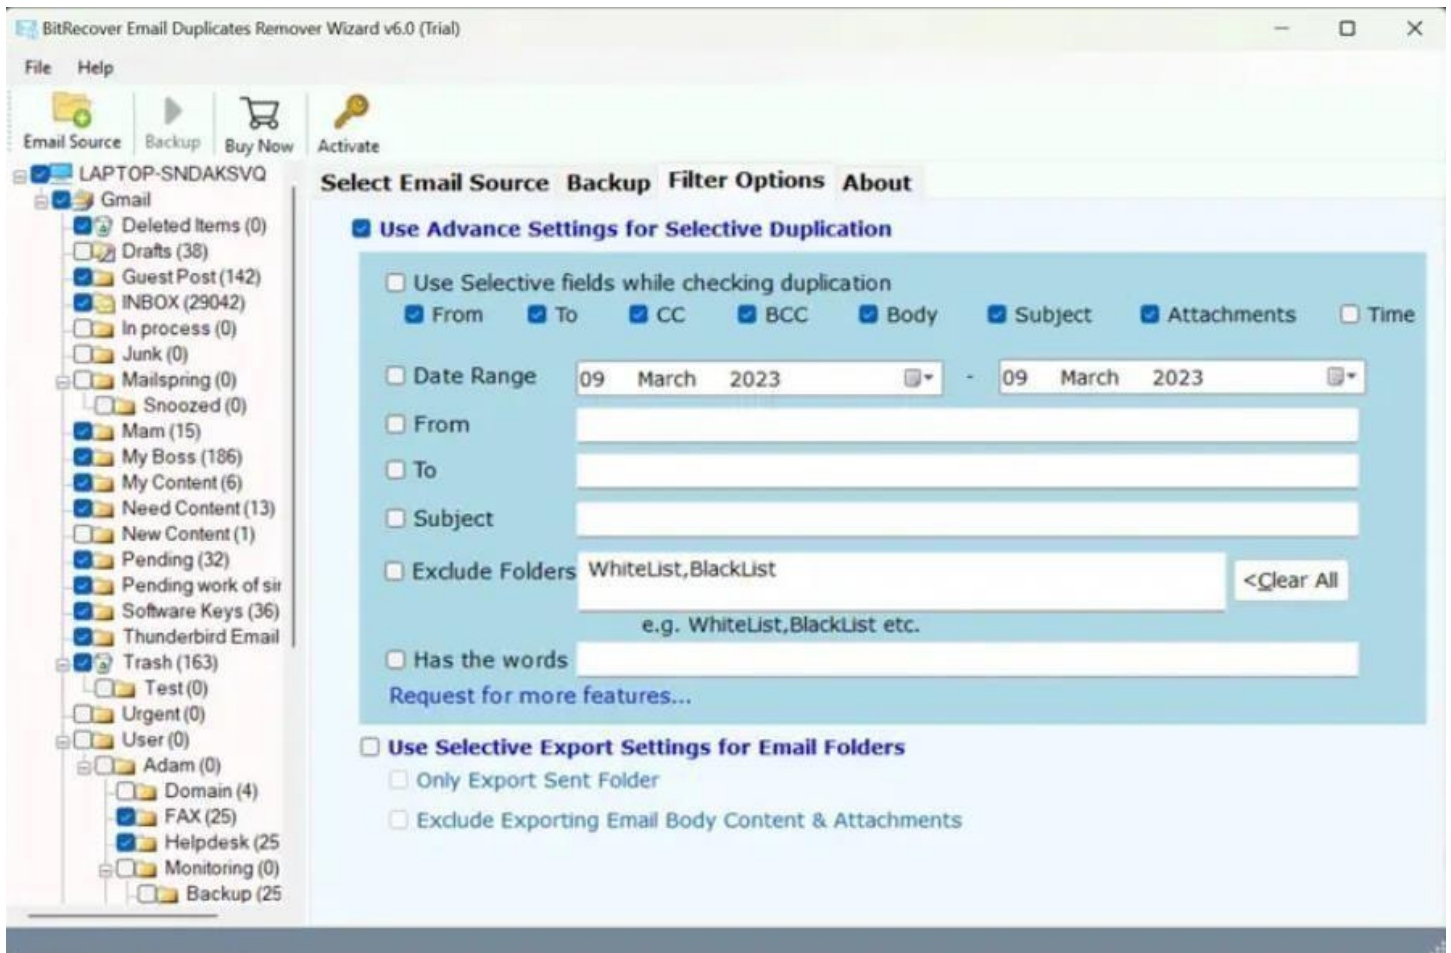 BitRecover Email Duplicates Remover Wizard v6.0 (Trial)
File Help
Email Source Backup Buy Now Activate
LAPTOP-SNDAKSVQ
Gmail
Deleted Items (0)
Drafts (38)
Guest Post (142)
INBOX (29042)
In process (0)
Junk (0)
Mailspring (0)
Snoozed (0)
Mam (15)
My Boss (186)
My Content (6)
Need Content (13)
New Content (1)
Pending (32)
Pending work of sir
Software Keys (36)
Thunderbird Email
Trash (163)
Test (0)
Urgent (0)
User (0)
Adam (0)
Domain (4)
FAX (25)
Helpdesk (25
Monitoring (0)
Backup (25
Select Email Source Backup Filter Options About
Use Advance Settings for Selective Duplication
Use Selective fields while checking duplication
From To CC BCC Body Subject Attachments Time
Date Range 09 March 2023 - 09 March 2023
From
To
Subject
Exclude Folders WhiteList,BlackList <Clear All
e.g. WhiteList,BlackList etc.
Has the words
Request for more features...
Use Selective Export Settings for Email Folders
Only Export Sent Folder
Exclude Exporting Email Body Content & Attachments